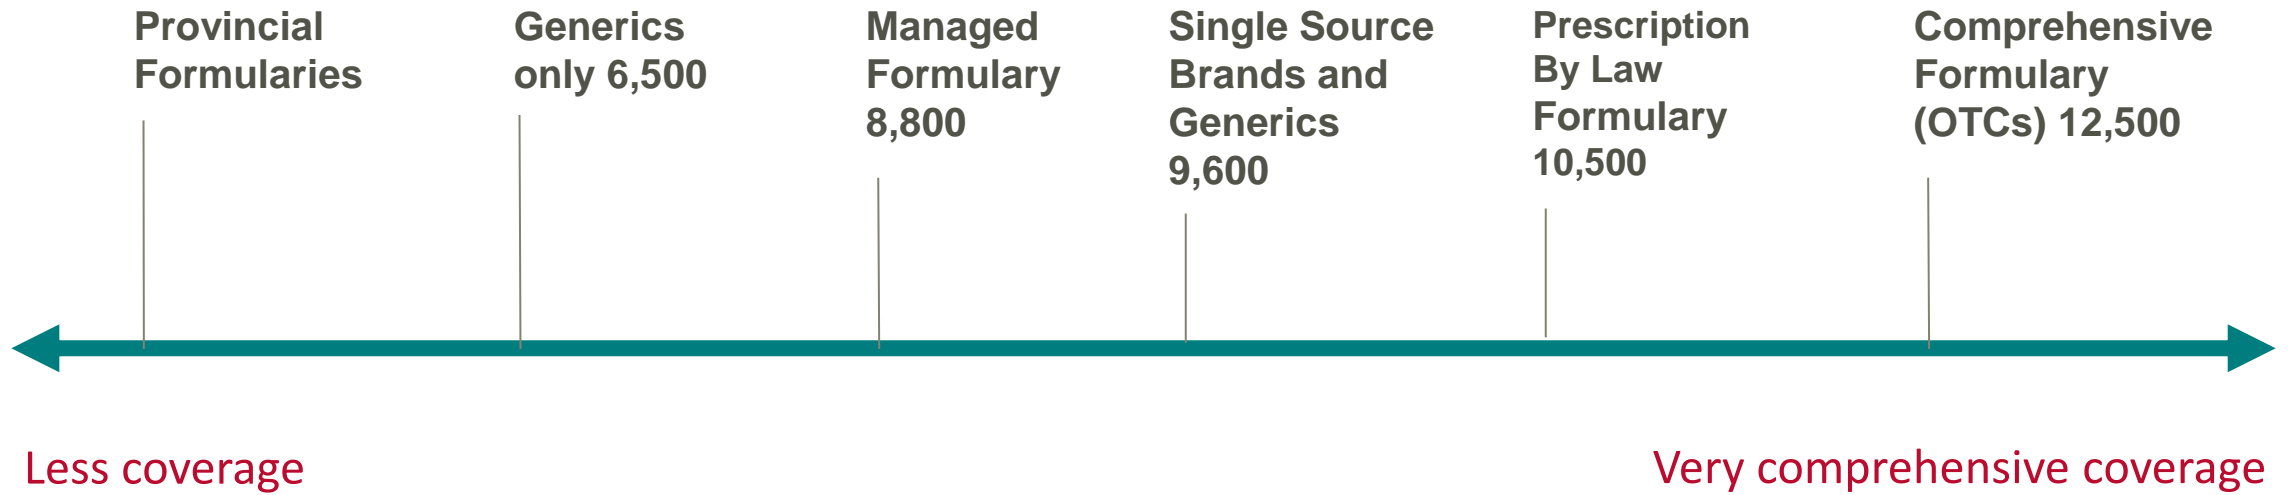 Provincial
Formularies
Generics
only 6,500
Managed
Formulary
8,800
Single Source
Brands and
Generics
9,600
Prescription
By Law
Formulary
10,500
Comprehensive
Formulary
(OTCs) 12,500
Less coverage
Very comprehensive coverage